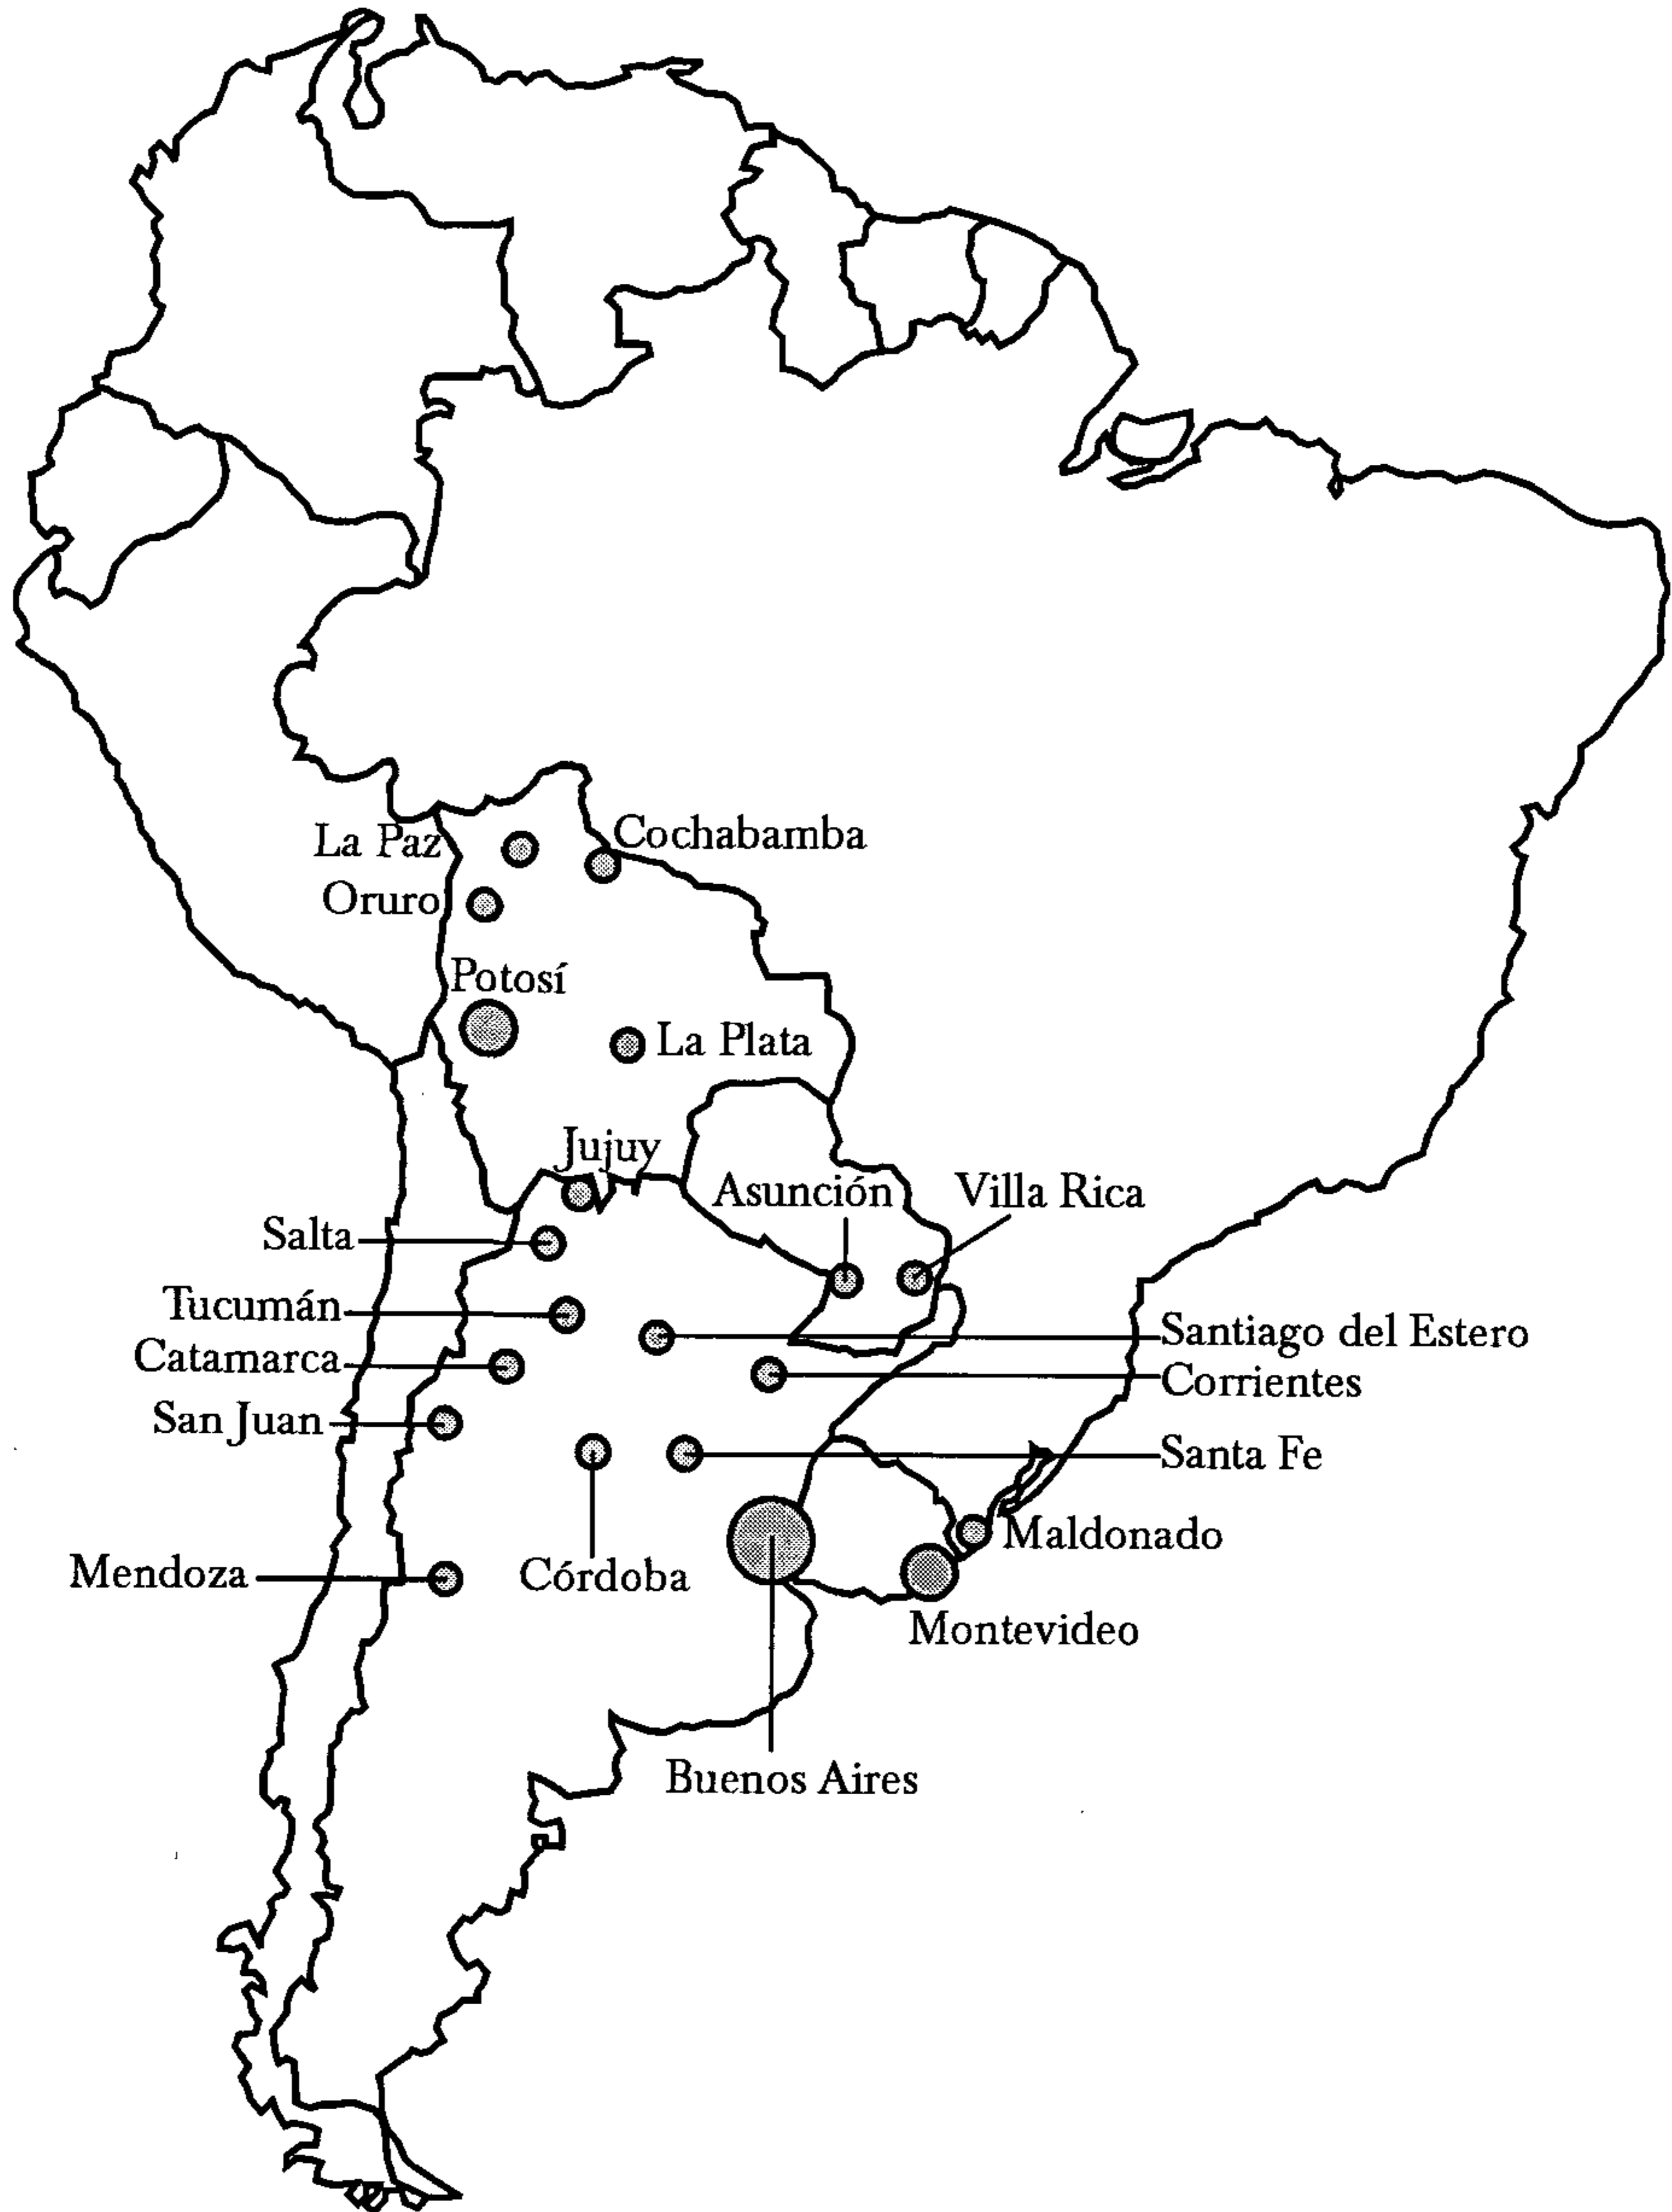 La Paz
Cochabamba
Oruro
Potosí
La Plata
Jujuy
Asunción
Villa Rica
Salta
Tucumán
Santiago del Estero
Catamarca
Corrientes
San Juan
Santa Fe
Maldonado
Mendoza
Córdoba
Montevideo
Buenos Aires